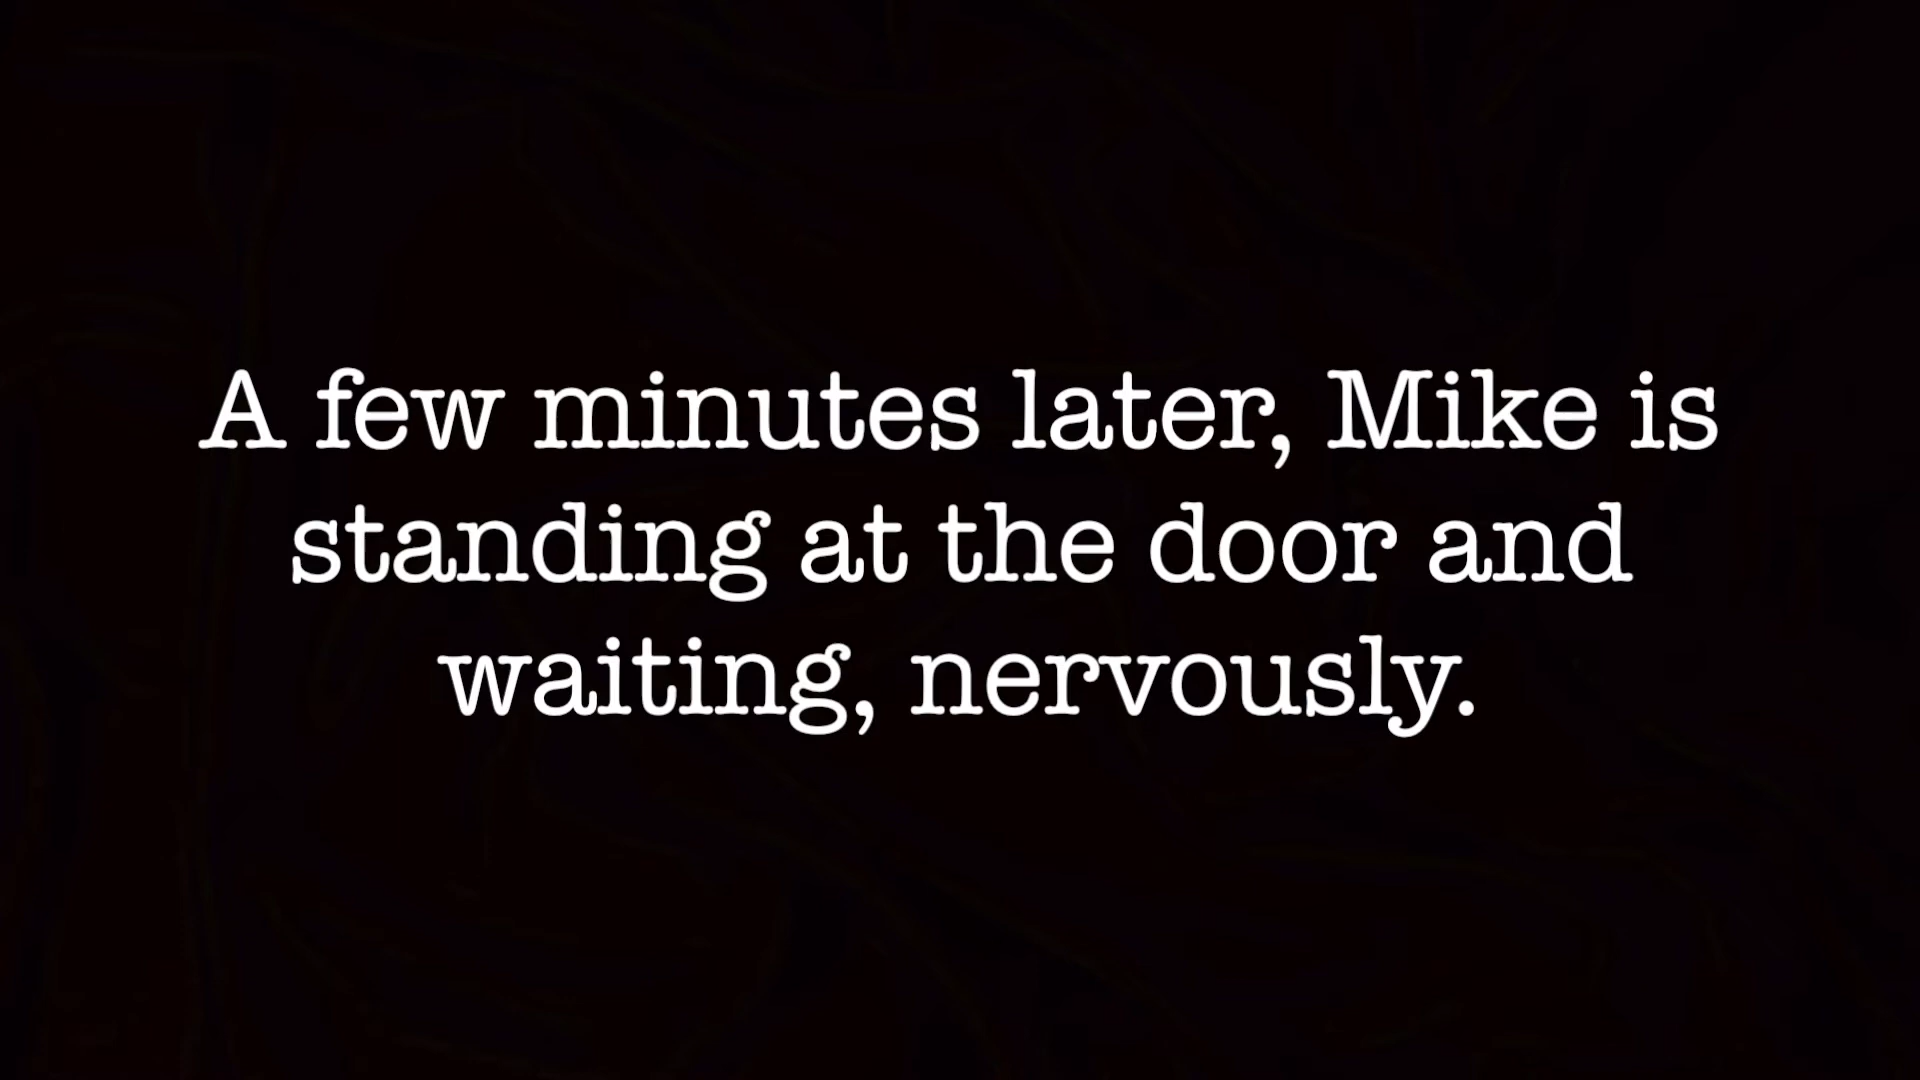 A few minutes later, Mike is
standing at the door and
waiting, nervously.